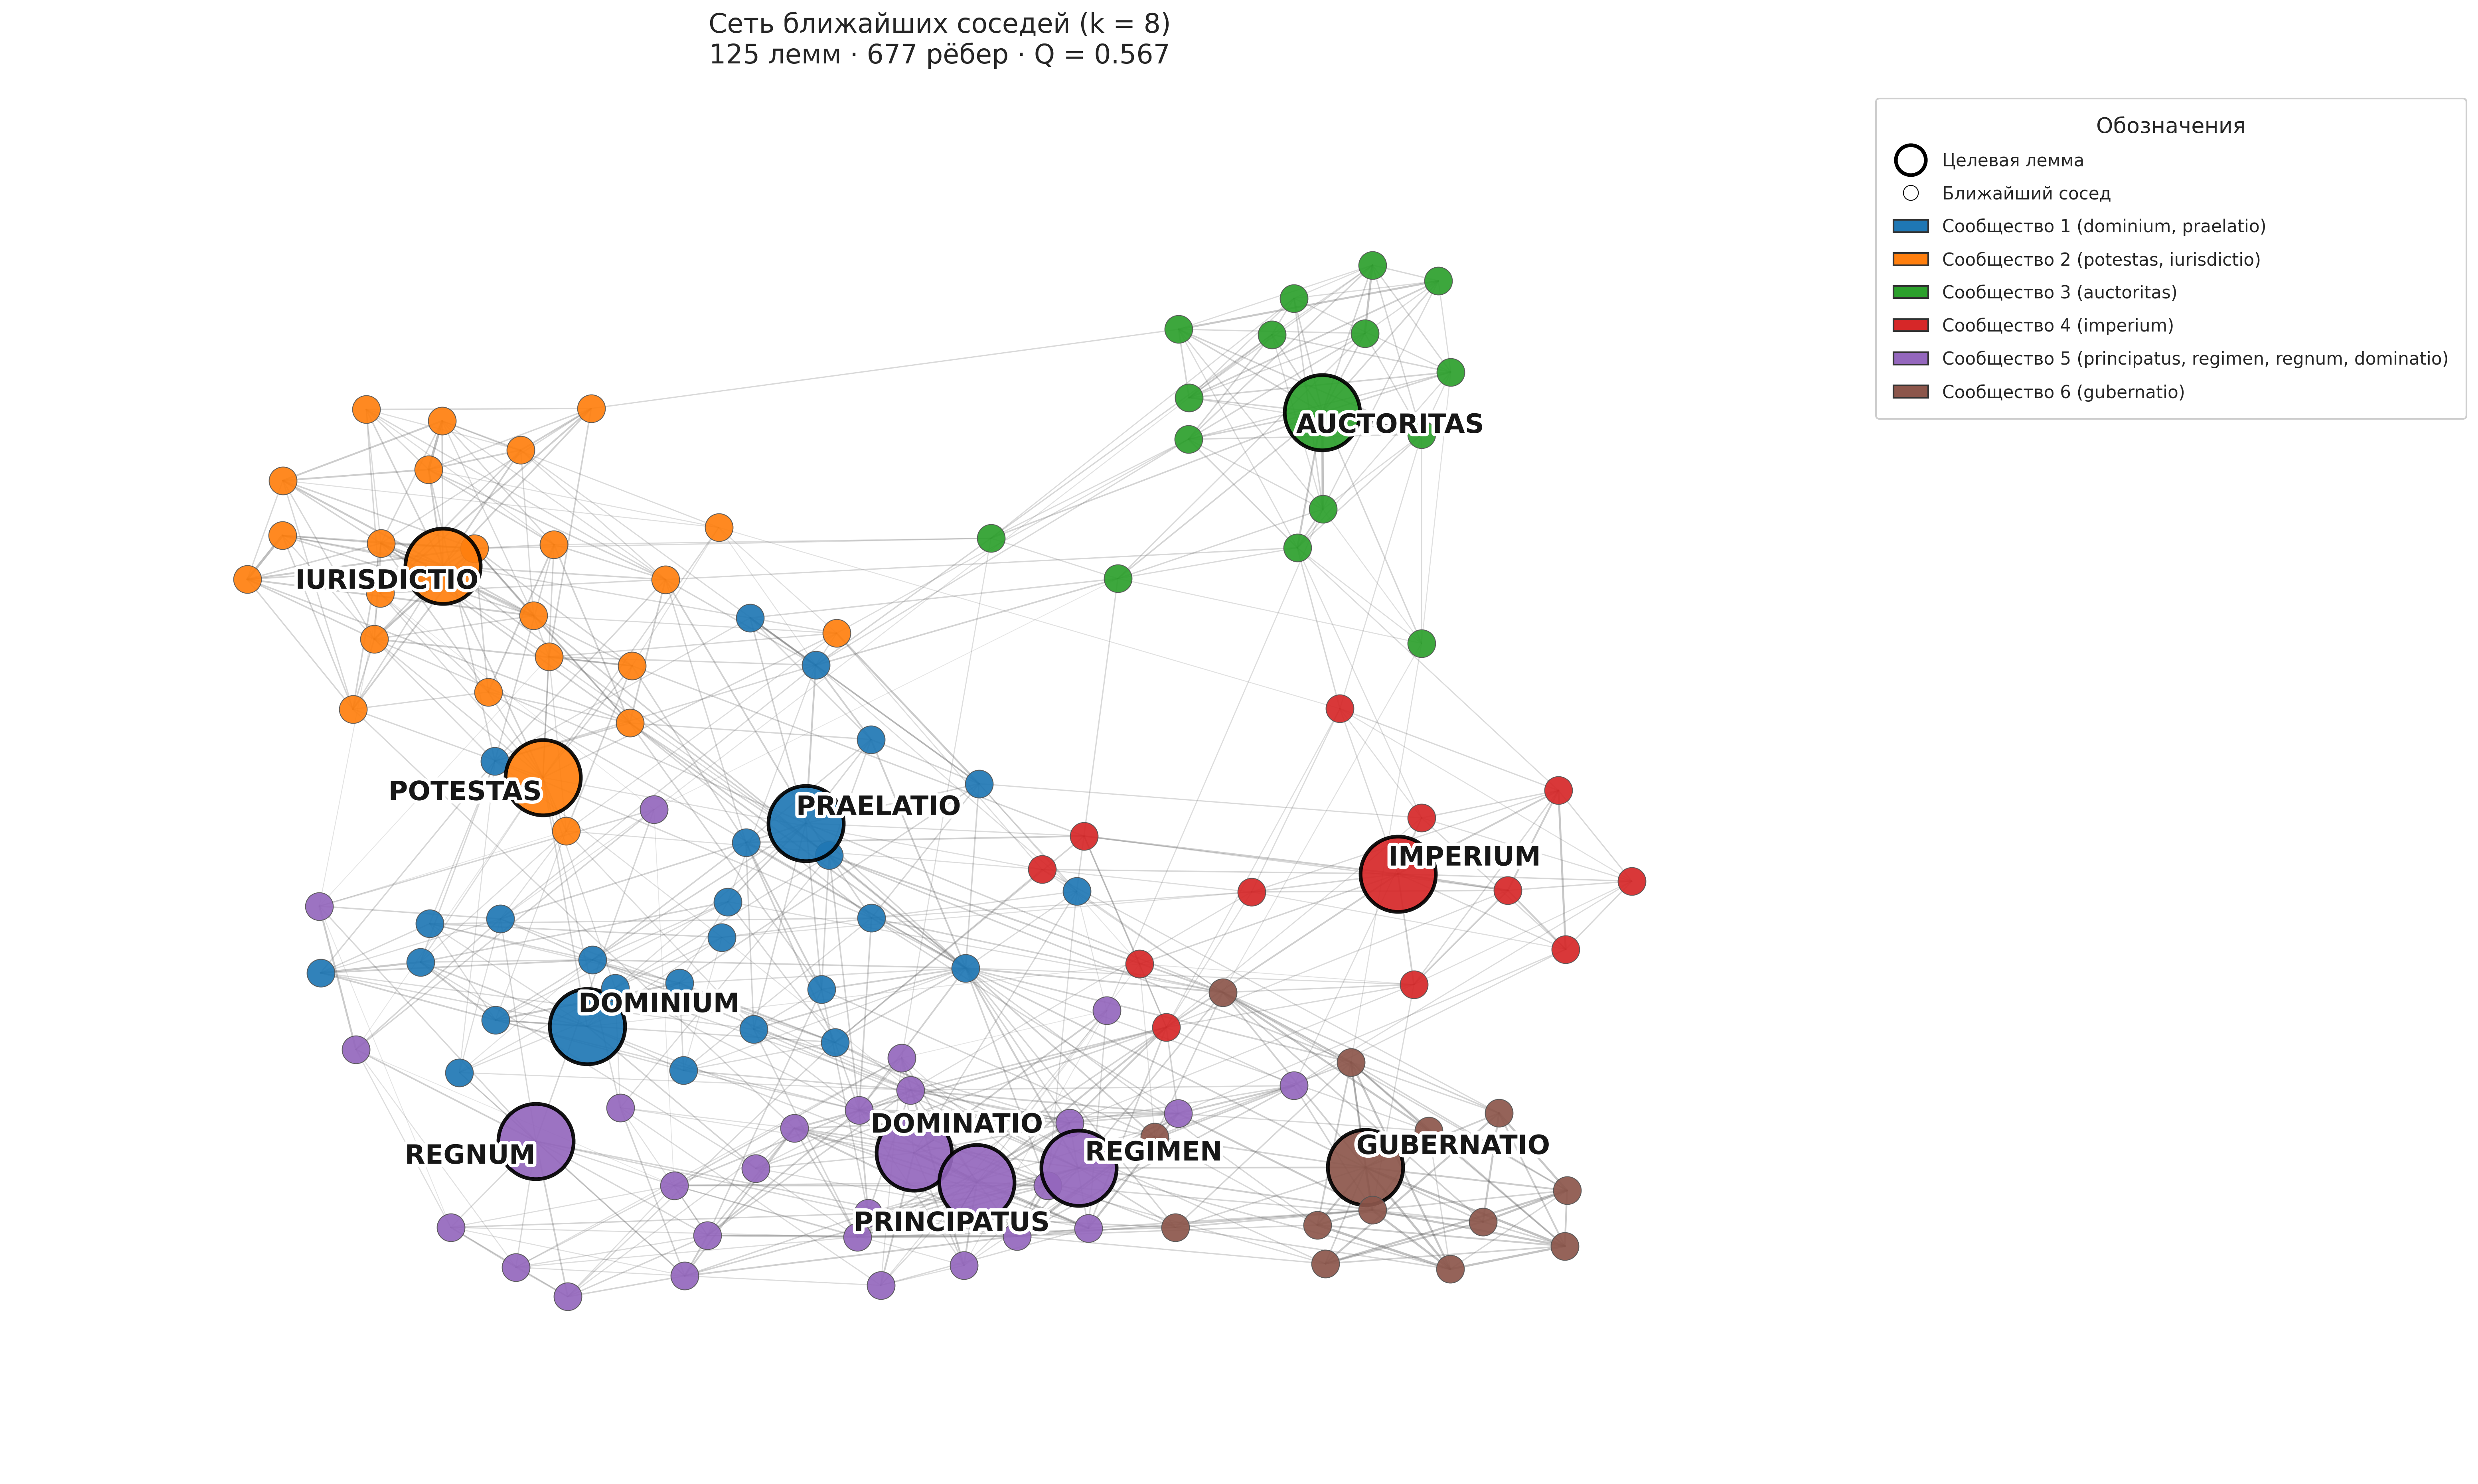 Сеть ближайших соседей (k = 8)
125 лемм · 677 рёбер · Q = 0.567
Обозначения
Целевая лемма
Ближайший сосед
Сообщество 1 (dominium, praelatio)
Сообщество 2 (potestas, iurisdictio)
Сообщество 3 (auctoritas)
Сообщество 4 (imperium)
Сообщество 5 (principatus, regimen, regnum, dominatio)
Сообщество 6 (gubernatio)
AUCTORITAS
IURISDICTIO
POTESTAS
PRAELATIO
IMPERIUM
DOMINIUM
DOMINATIO
REGIMEN
GUBERNATIO
REGNUM
PRINCIPATUS